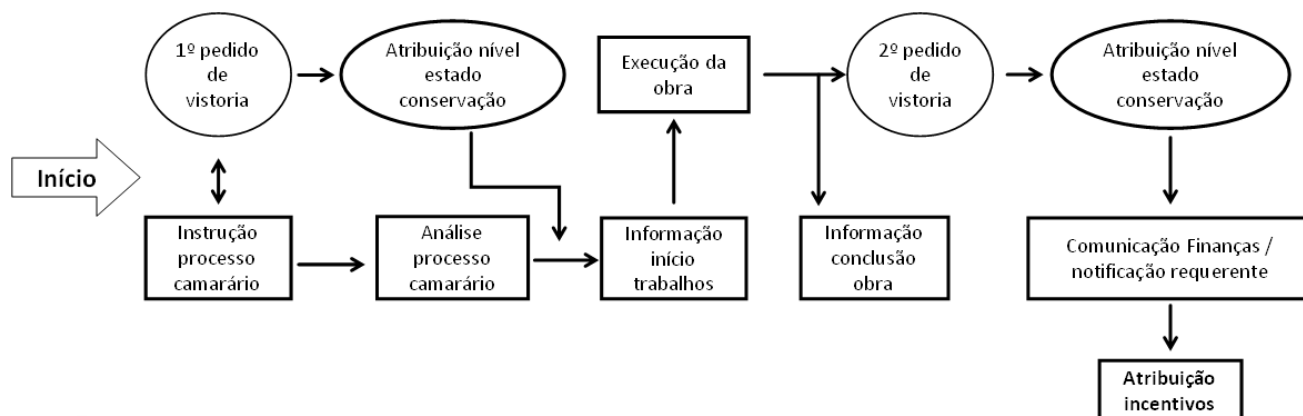 1º pedido
de
vistoria
Atribuição nível
estado
conservação
Execução da
obra
2º pedido
de
vistoria
Atribuição nível
estado
conservação
Início
Instrução
processo
camarário
Análise
processo
camarário
Informação
início
trabalhos
Informação
conclusão
obra
Comunicação Finanças /
notificação requerente
Atribuição
incentivos